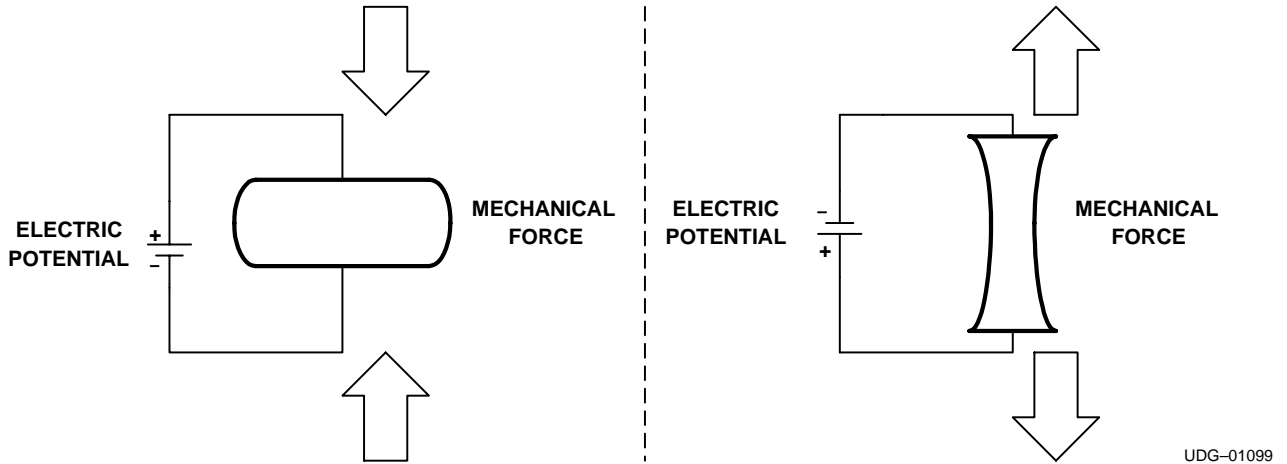 ELECTRIC
POTENTIAL
+
–
MECHANICAL
FORCE
ELECTRIC
POTENTIAL
–
+
MECHANICAL
FORCE
UDG–01099